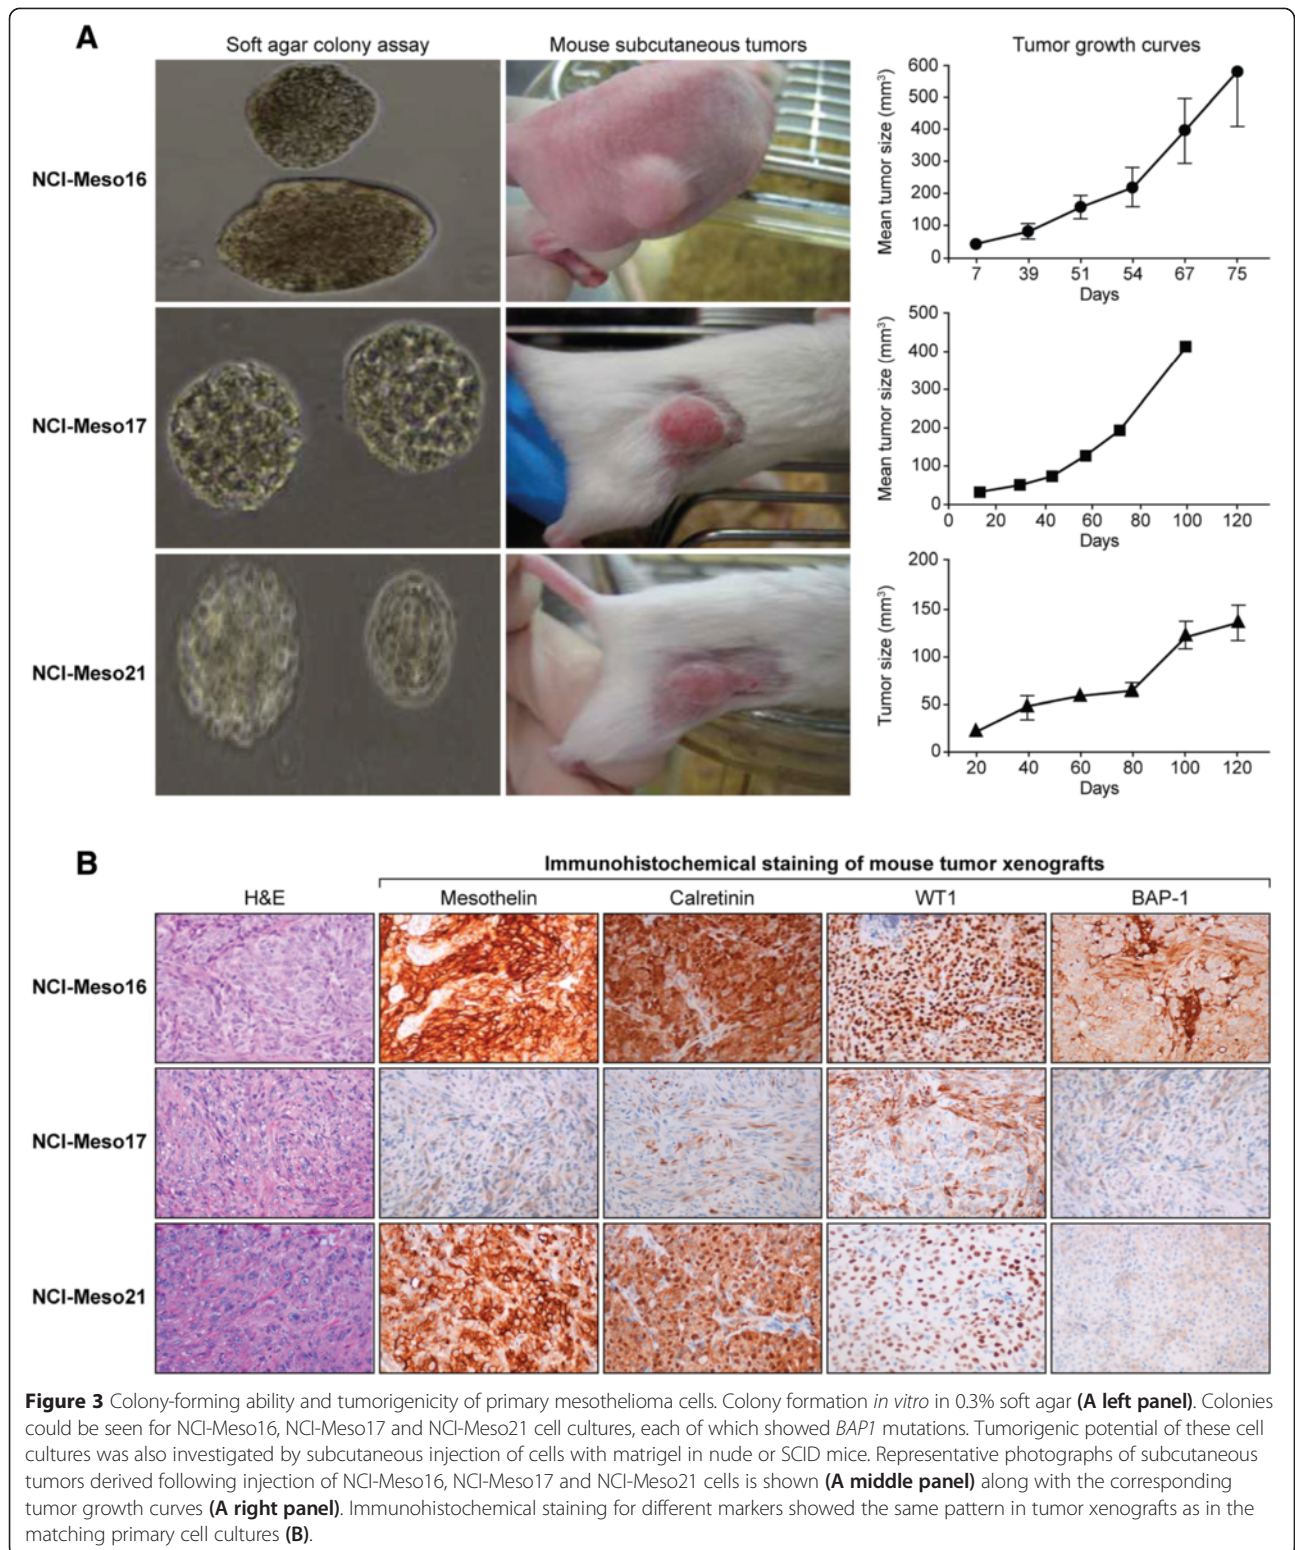 A
Soft agar colony assay
Mouse subcutaneous tumors
Tumor growth curves
NCI-Meso16
Mean tumor size (mm³)
600
500
400
300
200
100
0
7 39 51 54 67 75
Days
NCI-Meso17
Mean tumor size (mm³)
500
400
300
200
100
0
0 20 40 60 80 100 120
Days
NCI-Meso21
Tumor size (mm³)
200
150
100
50
0
20 40 60 80 100 120
Days
B
Immunohistochemical staining of mouse tumor xenografts
H&E Mesothelin Calretinin WT1 BAP-1
NCI-Meso16
NCI-Meso17
NCI-Meso21
Figure 3 Colony-forming ability and tumorigenicity of primary mesothelioma cells. Colony formation in vitro in 0.3% soft agar (A left panel). Colonies
could be seen for NCI-Meso16, NCI-Meso17 and NCI-Meso21 cell cultures, each of which showed BAP1 mutations. Tumorigenic potential of these cell
cultures was also investigated by subcutaneous injection of cells with matrigel in nude or SCID mice. Representative photographs of subcutaneous
tumors derived following injection of NCI-Meso16, NCI-Meso17 and NCI-Meso21 cells is shown (A middle panel) along with the corresponding
tumor growth curves (A right panel). Immunohistochemical staining for different markers showed the same pattern in tumor xenografts as in the
matching primary cell cultures (B).